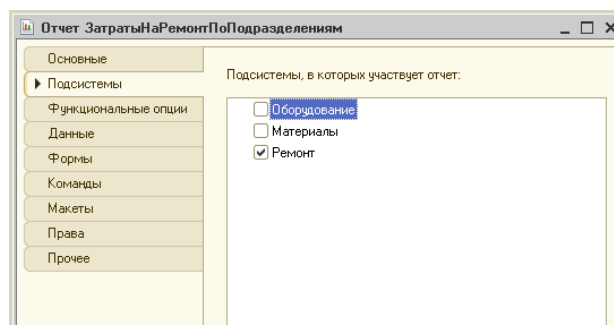 Отчет ЗатратыНаРемонтПоПодразделениям
Основные
Подсистемы
Функциональные опции
Данные
Формы
Команды
Макеты
Права
Прочее
Подсистемы, в которых участвует отчет:
Оборудование
Материалы
Ремонт